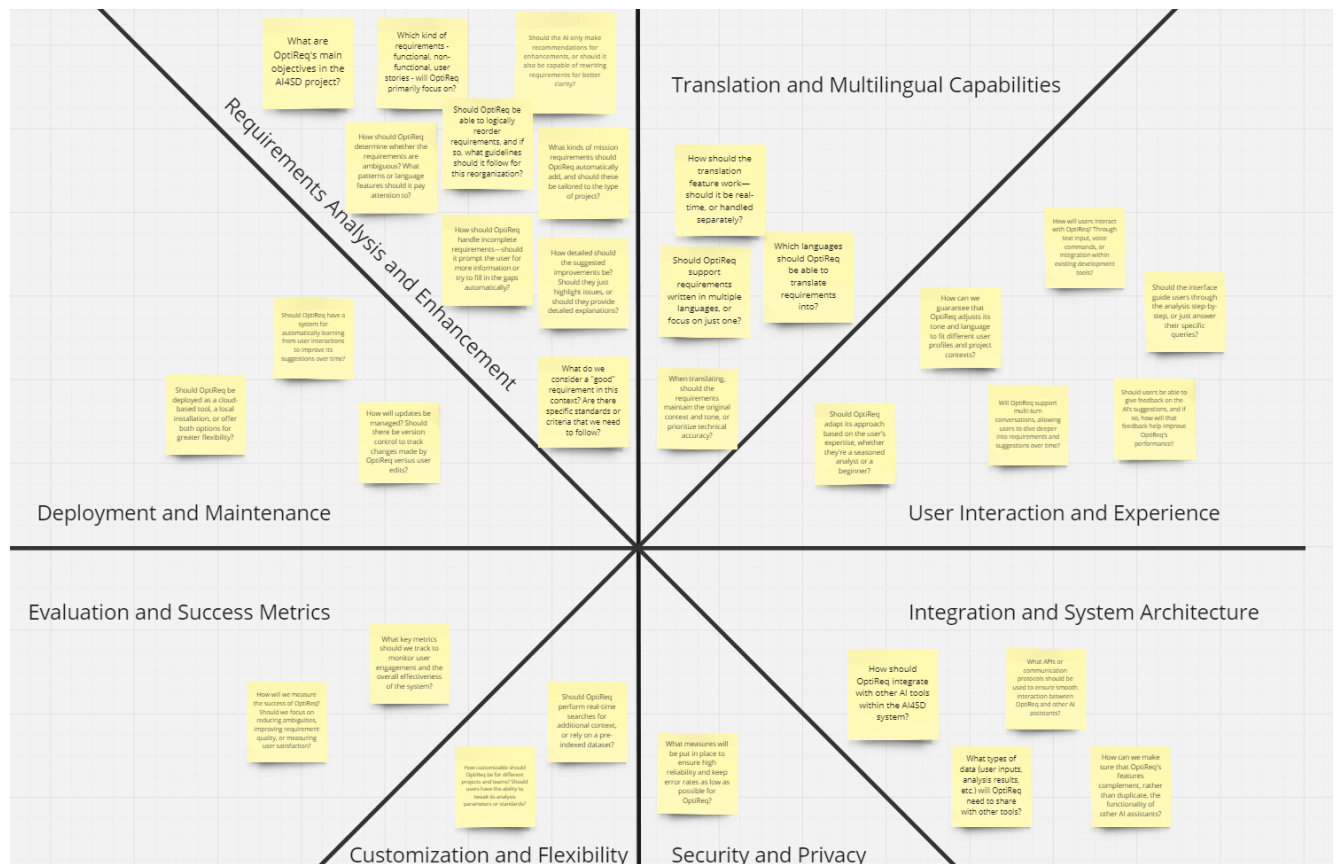 What are
OptiReq's main
objectives in the
AI4SD project?
Which kind of
requirements -
functional, non-
functional, user
stories - will OptiReq
primarily focus on?
Should the AI only make
recommendations for
enhancements, or should it
also be capable of rewriting
requirements for better
clarity?
How should OptiReq
determine whether the
requirements are
ambiguous? What
patterns or language
features should it pay
attention to?
Should OptiReq be
able to logically
reorder
requirements, and if
so, what guidelines
should it follow for
this reorganization?
What kinds of mission
requirements should
OptiReq automatically
add, and should these
be tailored to the type
of project?
How should OptiReq
handle incomplete
requirements—should
it prompt the user for
more information or
try to fill in the gaps
automatically?
How detailed should
the suggested
improvements be?
Should they just
highlight issues, or
should they provide
detailed explanations?
What do we
consider a "good"
requirement in this
context? Are there
specific standards or
criteria that we need
to follow?
Requirements Analysis and Enhancement
Should OptiReq have a
system for
automatically learning
from user interactions
to improve its
suggestions over time?
Should OptiReq be
deployed as a cloud-
based tool, a local
installation, or offer
both options for
greater flexibility?
How will updates be
managed? Should
there be version
control to track
changes made by
OptiReq versus user
edits?
Deployment and Maintenance
Translation and Multilingual Capabilities
How should the
translation
feature work—
should it be real-
time, or handled
separately?
Should OptiReq
support
requirements
written in multiple
languages, or
focus on just one?
Which languages
should OptiReq
be able to
translate
requirements
into?
When translating,
should the
requirements
maintain the original
context and tone, or
prioritize technical
accuracy?
How will users interact
with OptiReq? Through
text input, voice
commands, or
integration within
existing development
tools?
How can we
guarantee that
OptiReq adjusts its
tone and language
to fit different user
profiles and project
contexts?
Should the interface
guide users through
the analysis step-by-
step, or just answer
their specific
queries?
Should OptiReq
adapt its approach
based on the user's
expertise, whether
they're a seasoned
analyst or a
beginner?
Will OptiReq support
multi-turn
conversations, allowing
users to dive deeper
into requirements and
suggestions over time?
Should users be able to
give feedback on the
AI's suggestions, and if
so, how will that
feedback help improve
OptiReq's
performance?
User Interaction and Experience
Evaluation and Success Metrics
What key metrics
should we track to
monitor user
engagement and the
overall effectiveness
of the system?
How will we measure
the success of OptiReq?
Should we focus on
reducing ambiguities,
improving requirement
quality, or measuring
user satisfaction?
Should OptiReq
perform real-time
searches for
additional context,
or rely on a pre-
indexed dataset?
How customizable should
OptiReq be for different
projects and teams? Should
users have the ability to
tweak its analysis
parameters or standards?
Customization and Flexibility
Integration and System Architecture
How should
OptiReq integrate
with other AI tools
within the AI4SD
system?
What APIs or
communication
protocols should be
used to ensure smooth
interaction between
OptiReq and other AI
assistants?
What types of
data (user inputs,
analysis results,
etc.) will OptiReq
need to share
with other tools?
How can we make
sure that OptiReq's
features
complement, rather
than duplicate, the
functionality of
other AI assistants?
What measures will
be put in place to
ensure high
reliability and keep
error rates as low as
possible for
OptiReq?
Security and Privacy